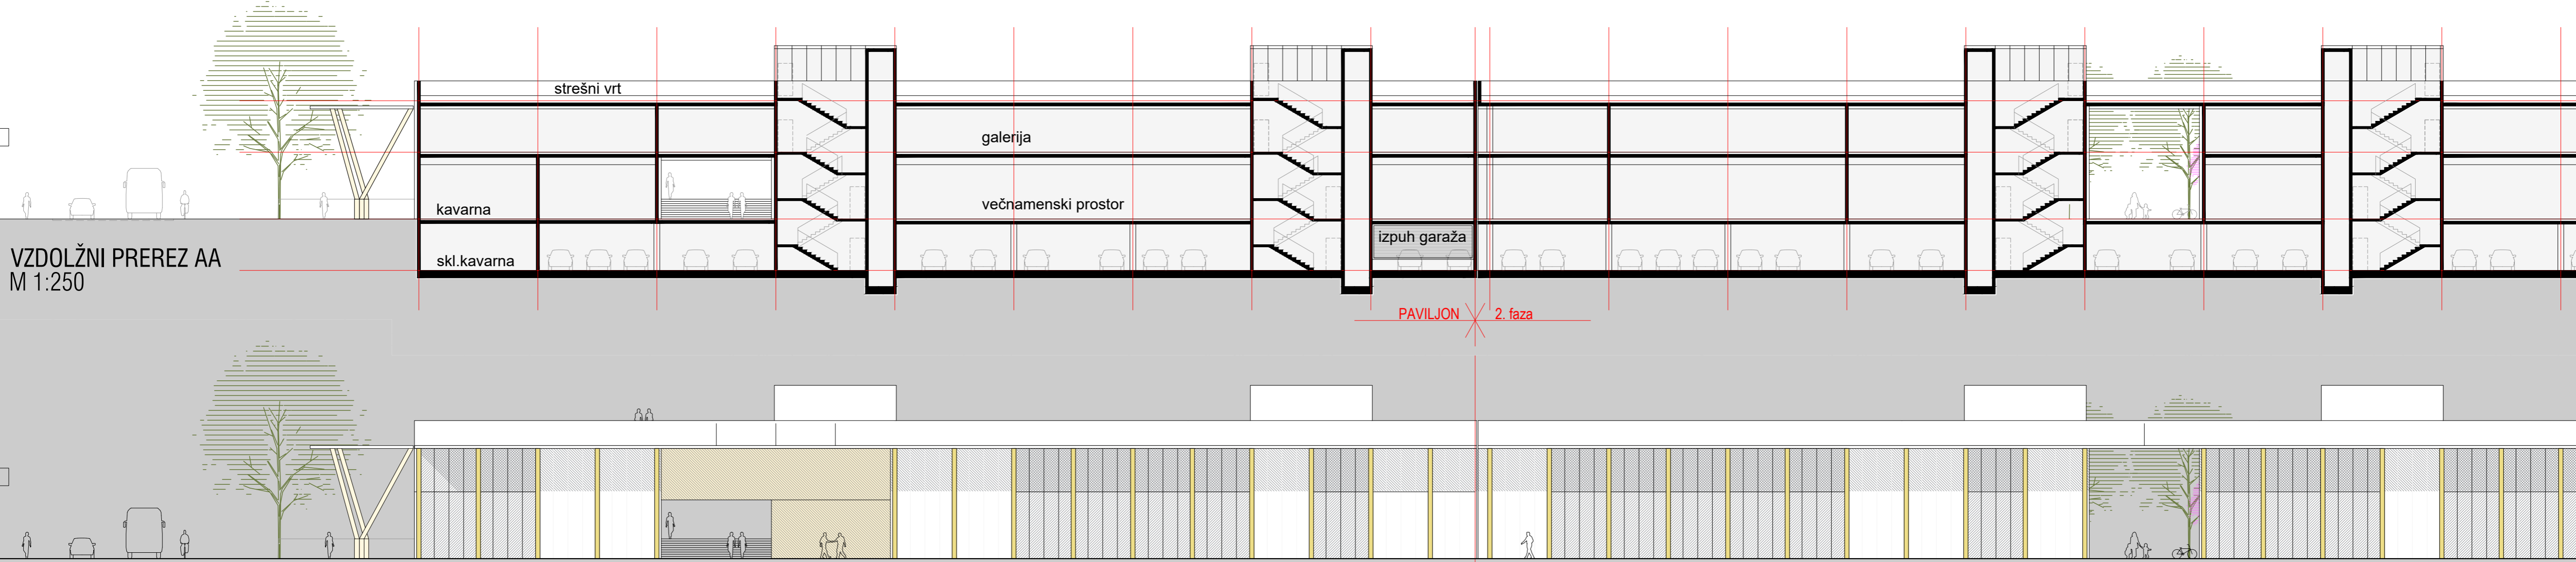 strešni vrt
galerija
kavarna
večnamenski prostor
izpuh garaža
skl.kavarna
VZDOLŽNI PREREZ AA
M 1:250
PAVILJON
2. faza